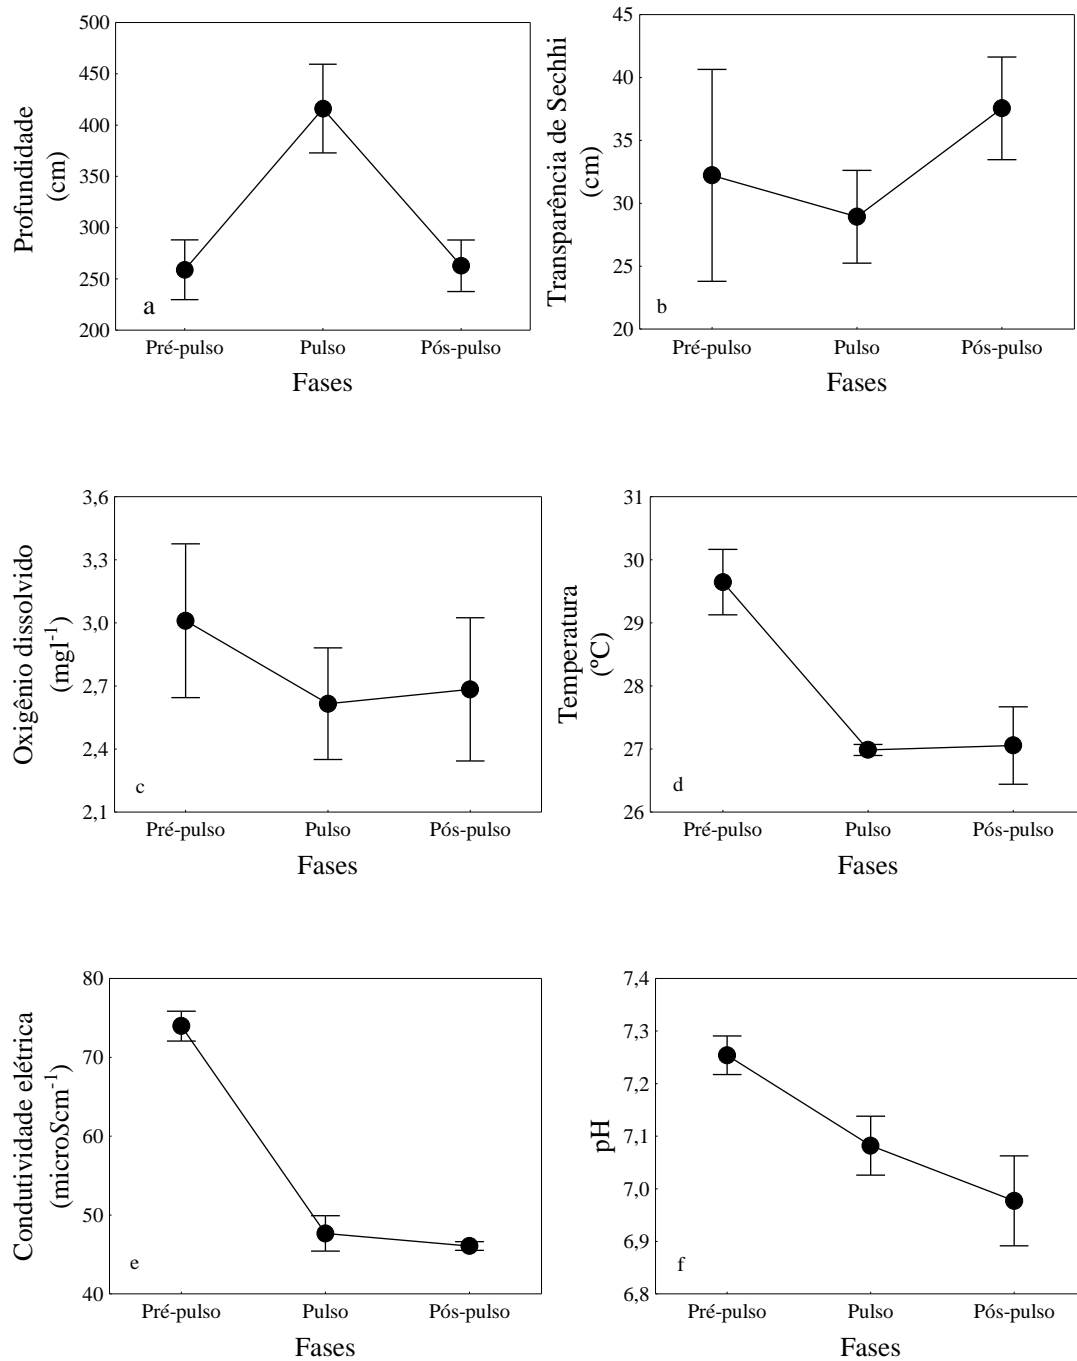 Profundidade
(cm)
500
450
400
350
300
250
200
a
Pré-pulso Pulso Pós-pulso
Fases
Transparência de Sechhi
(cm)
45
40
35
30
25
20
b
Pré-pulso Pulso Pós-pulso
Fases
Oxigênio dissolvido
(mgl-1)
3,6
3,3
3,0
2,7
2,4
2,1
c
Pré-pulso Pulso Pós-pulso
Fases
Temperatura
(ºC)
31
30
29
28
27
26
d
Pré-pulso Pulso Pós-pulso
Fases
Condutividade elétrica
(microScm-1)
80
70
60
50
40
e
Pré-pulso Pulso Pós-pulso
Fases
pH
7,4
7,3
7,2
7,1
7,0
6,9
6,8
f
Pré-pulso Pulso Pós-pulso
Fases